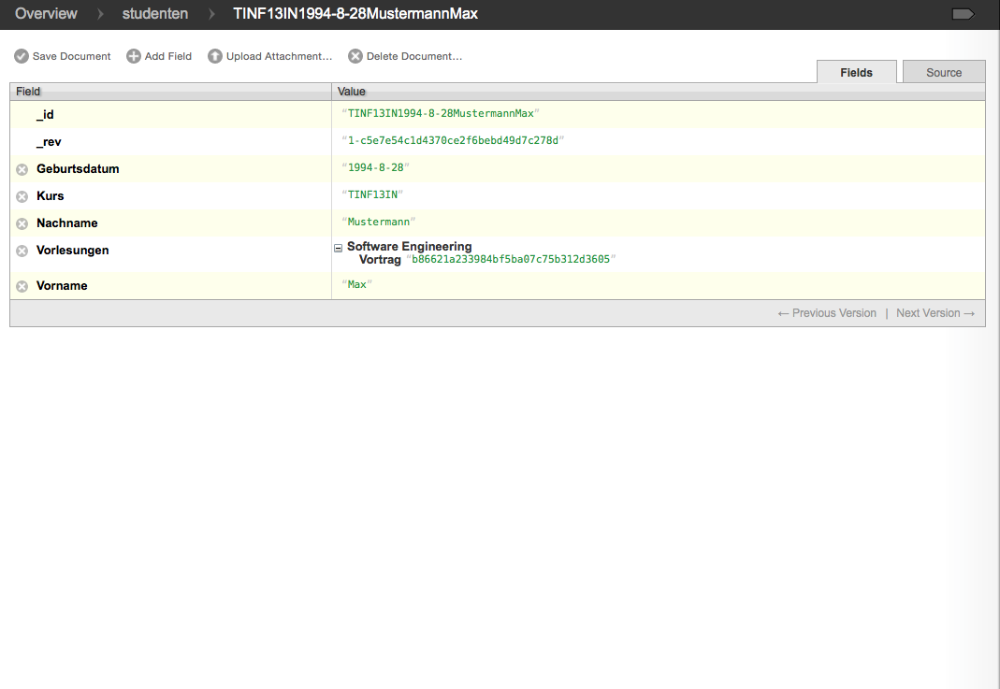 Overview studenten TINF13IN1994-8-28MustermannMax
Save Document Add Field Upload Attachment... Delete Document...
Fields Source
Field Value
_id "TINF13IN1994-8-28MustermannMax"
_rev "1-c5e7e54c1d4370ce2f6bebd49d7c278d"
Geburtsdatum "1994-8-28"
Kurs "TINF13IN"
Nachname "Mustermann"
Vorlesungen Software Engineering
Vortrag "b86621a233984bf5ba07c75b312d3605"
Vorname "Max"
← Previous Version | Next Version →